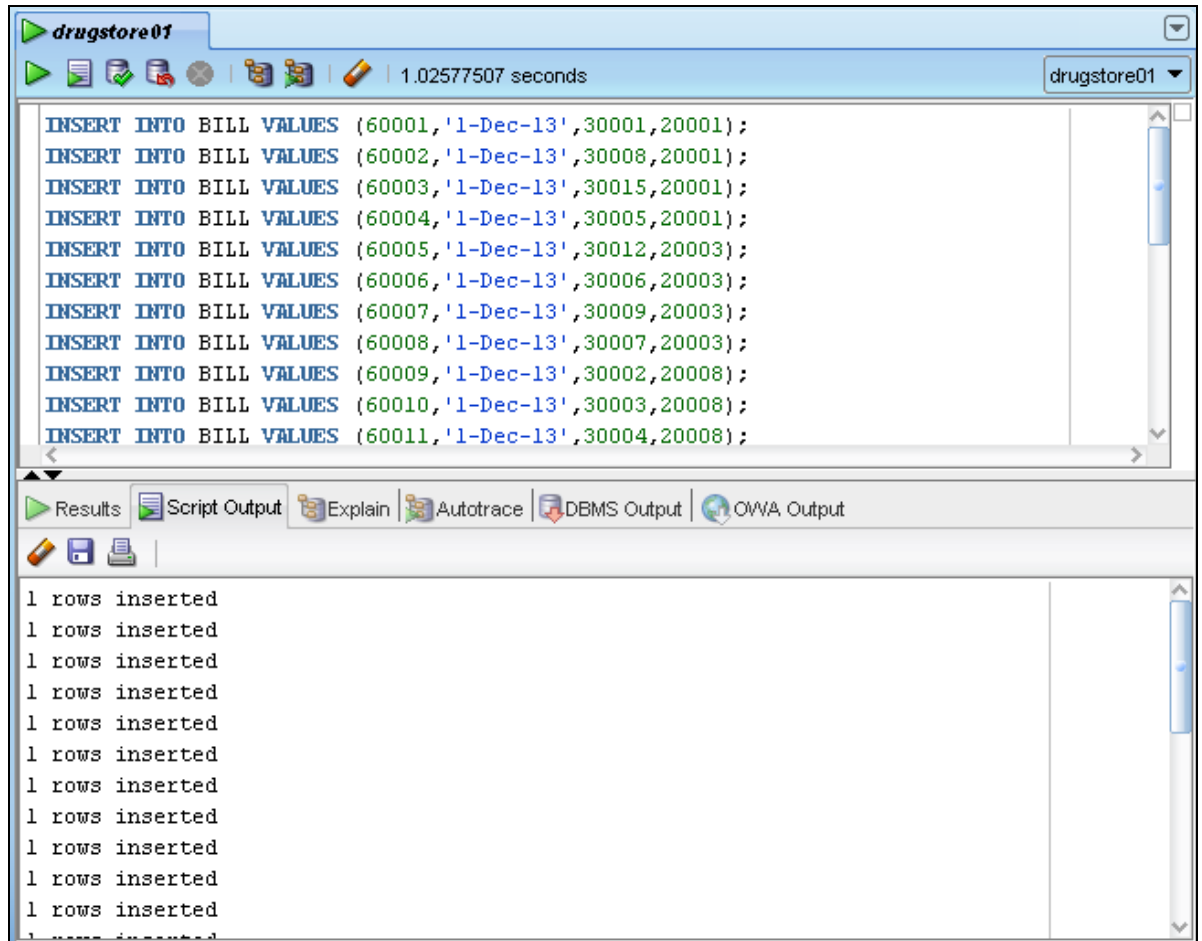 drugstore01
1.02577507 seconds
drugstore01
INSERT INTO BILL VALUES (60001,'1-Dec-13',30001,20001);
INSERT INTO BILL VALUES (60002,'1-Dec-13',30008,20001);
INSERT INTO BILL VALUES (60003,'1-Dec-13',30015,20001);
INSERT INTO BILL VALUES (60004,'1-Dec-13',30005,20001);
INSERT INTO BILL VALUES (60005,'1-Dec-13',30012,20003);
INSERT INTO BILL VALUES (60006,'1-Dec-13',30006,20003);
INSERT INTO BILL VALUES (60007,'1-Dec-13',30009,20003);
INSERT INTO BILL VALUES (60008,'1-Dec-13',30007,20003);
INSERT INTO BILL VALUES (60009,'1-Dec-13',30002,20008);
INSERT INTO BILL VALUES (60010,'1-Dec-13',30003,20008);
INSERT INTO BILL VALUES (60011,'1-Dec-13',30004,20008);
Results Script Output Explain Autotrace DBMS Output OWA Output
1 rows inserted
1 rows inserted
1 rows inserted
1 rows inserted
1 rows inserted
1 rows inserted
1 rows inserted
1 rows inserted
1 rows inserted
1 rows inserted
1 rows inserted